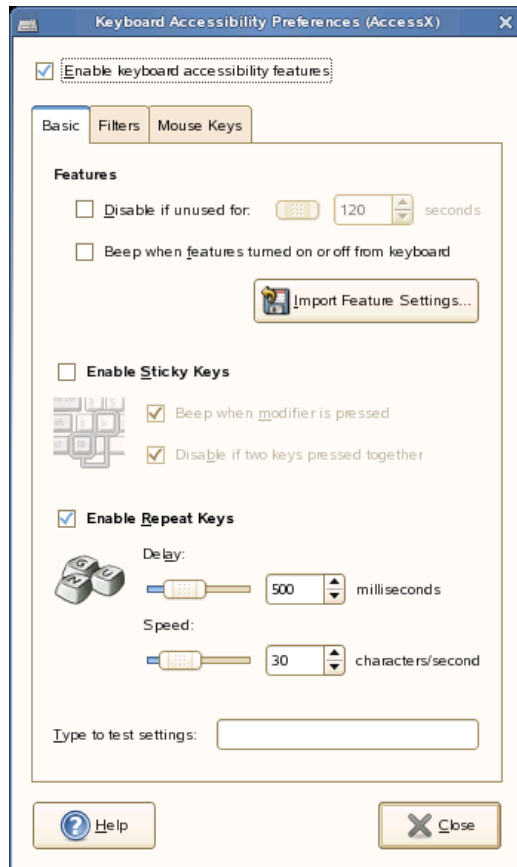 Keyboard Accessibility Preferences (AccessX)
Enable keyboard accessibility features
Basic Filters Mouse Keys
Features
Disable if unused for: 120 seconds
Beep when features turned on or off from keyboard
Import Feature Settings...
Enable Sticky Keys
Beep when modifier is pressed
Disable if two keys pressed together
Enable Repeat Keys
Delay:
500 milliseconds
Speed:
30 characters/second
Type to test settings:
Help Close